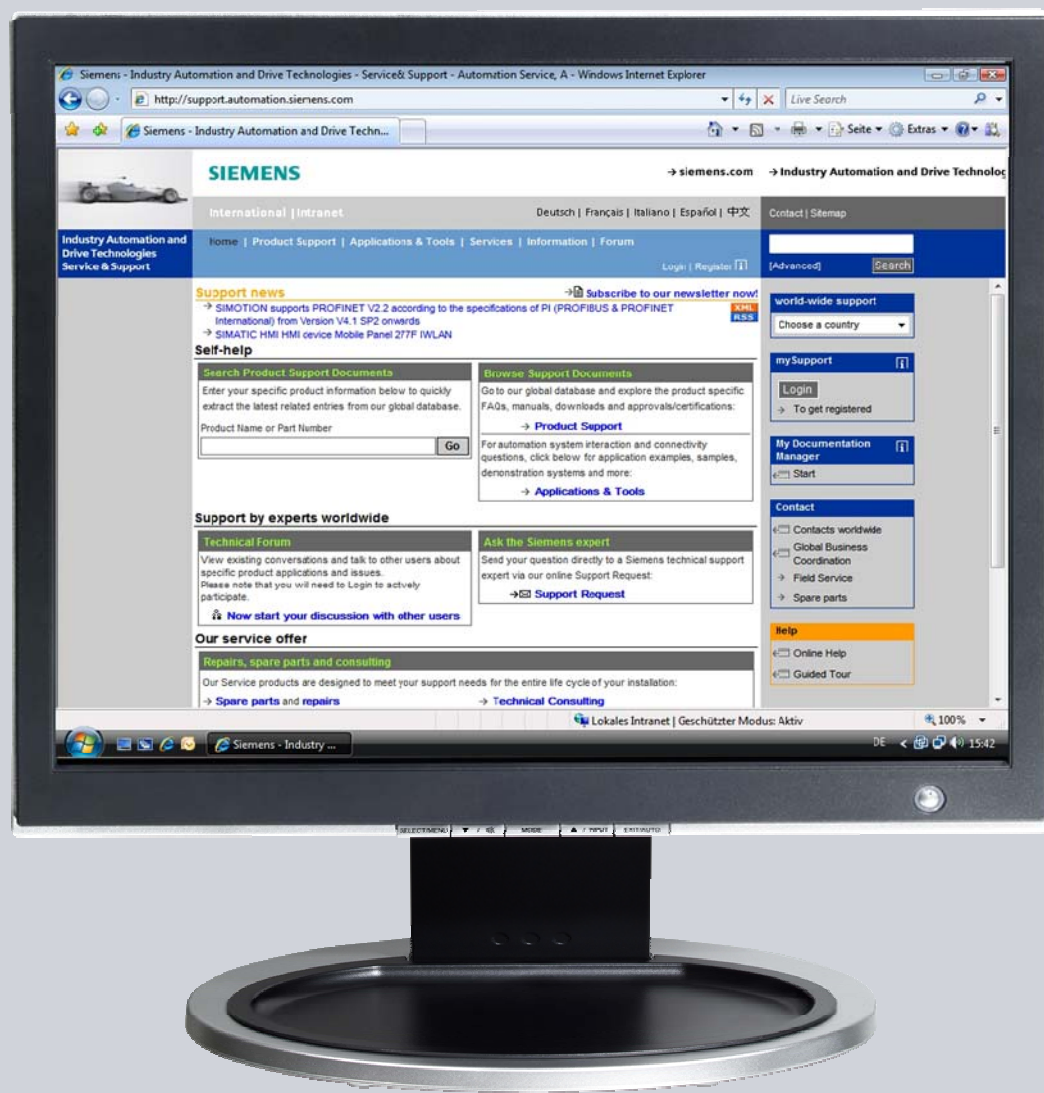 Siemens - Industry Automation and Drive Technologies - Service& Support - Automation Service, A - Windows Internet Explorer
http://support.automation.siemens.com
Live Search
Siemens - Industry Automation and Drive Techn...
Seite
Extras
SIEMENS
→ siemens.com → Industry Automation and Drive Technolog
International | Intranet
Deutsch | Français | Italiano | Español | 中文
Contact | Sitemap
Industry Automation and
Drive Technologies
Service & Support
Home | Product Support | Applications & Tools | Services | Information | Forum
Login | Register
[Advanced] Search
Support news
→ Subscribe to our newsletter now!
→ SIMOTION supports PROFINET V2.2 according to the specifications of PI (PROFIBUS & PROFINET
International) from Version V4.1 SP2 onwards
XML
RSS
→ SIMATIC HMI HMI device Mobile Panel 277F IWLAN
Self-help
Search Product Support Documents
Enter your specific product information below to quickly
extract the latest related entries from our global database.
Product Name or Part Number
Go
Browse Support Documents
Go to our global database and explore the product specific
FAQs, manuals, downloads and approvals/certifications:
→ Product Support
For automation system interaction and connectivity
questions, click below for application examples, samples,
demonstration systems and more:
→ Applications & Tools
Support by experts worldwide
Technical Forum
View existing conversations and talk to other users about
specific product applications and issues.
Please note that you will need to Login to actively
participate.
Now start your discussion with other users
Ask the Siemens expert
Send your question directly to a Siemens technical support
expert via our online Support Request:
→ Support Request
Our service offer
Repairs, spare parts and consulting
Our Service products are designed to meet your support needs for the entire life cycle of your installation:
→ Spare parts and repairs
→ Technical Consulting
world-wide support
Choose a country
mySupport
Login
→ To get registered
My Documentation
Manager
Start
Contact
Contacts worldwide
Global Business
Coordination
→ Field Service
→ Spare parts
Help
Online Help
Guided Tour
Lokales Intranet | Geschützter Modus: Aktiv
100%
Siemens - Industry ...
DE
15:42
SELECT/MENU
MODE
/ INPUT
EXIT/AUTO